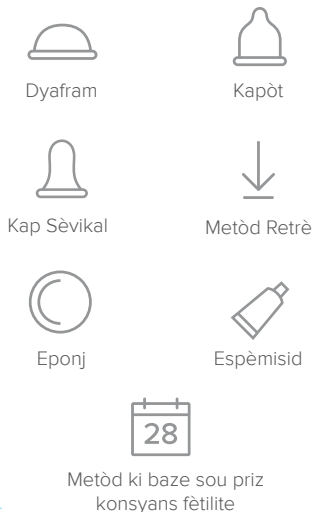 Dyafram
Kapòt
Kap Sèvikal
Metòd Retrè
Eponj
Espèmisid
28
Metòd ki baze sou priz
konsyans fètilite